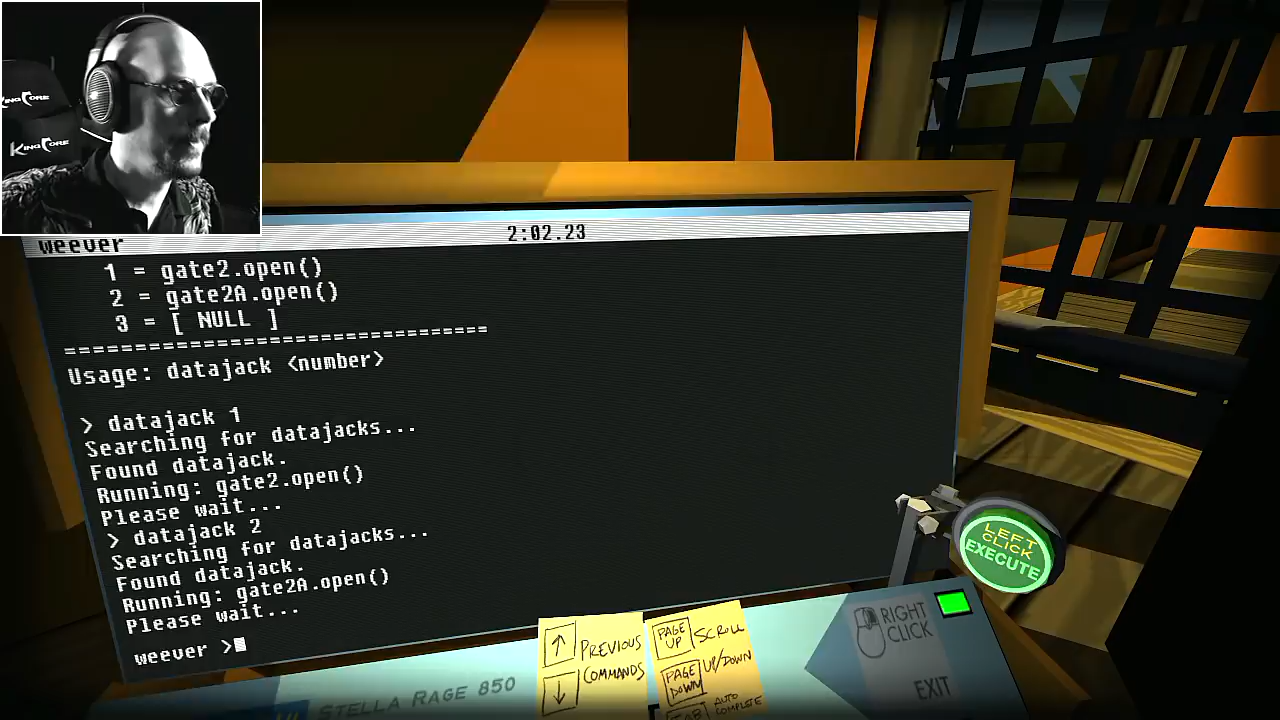 KINGCORE
KINGCORE
weever
2:02.23
1 = gate2.open()
2 = gate2A.open()
3 = [ NULL ]
==================================
Usage: datajack <number>
> datajack 1
Searching for datajacks...
Found datajack.
Running: gate2.open()
Please wait...
> datajack 2
Searching for datajacks...
Found datajack.
Running: gate2A.open()
Please wait...
weever >
LEFT
CLICK
EXECUTE
RIGHT
CLICK
EXIT
↑ PREVIOUS
↓ COMMANDS
PAGE
UP
SCROLL
PAGE
DOWN
UP/DOWN
TAB
AUTO
COMPLETE
STELLA RAGE 850